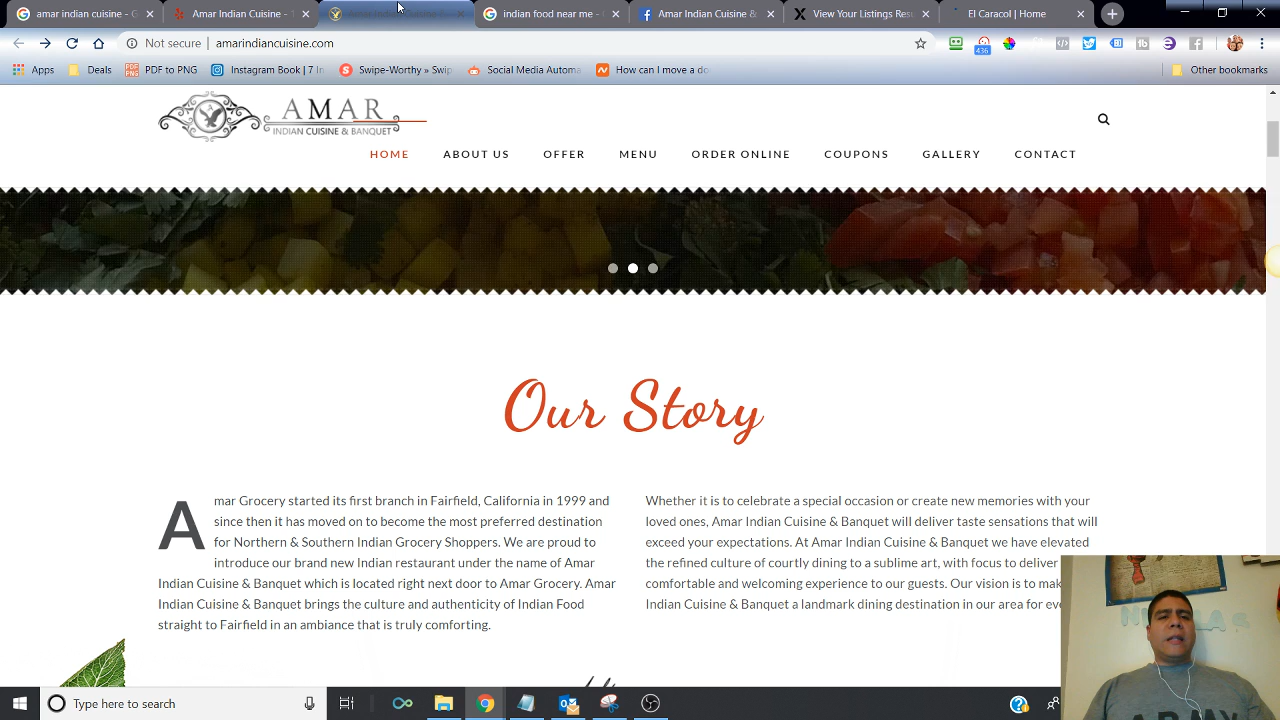 amar indian cuisine - G
Amar Indian Cuisine - 
indian food near me - 
Amar Indian Cuisine &
View Your Listings Resu
El Caracol | Home
Not secure | amarindiancuisine.com
436
Apps
Deals
PDF to PNG
Instagram Book | 7 In
Swipe-Worthy » Swip
Social Media Automa
How can I move a do
Other bookmarks
AMAR
INDIAN CUISINE & BANQUET
HOME
ABOUT US
OFFER
MENU
ORDER ONLINE
COUPONS
GALLERY
CONTACT
Our Story
Amar Grocery started its first branch in Fairfield, California in 1999 and
since then it has moved on to become the most preferred destination
for Northern & Southern Indian Grocery Shoppers. We are proud to
introduce our brand new Indian restaurant under the name of Amar
Indian Cuisine & Banquet which is located right next door to Amar Grocery. Amar
Indian Cuisine & Banquet brings the culture and authenticity of Indian Food
straight to Fairfield in an ambiance that is truly comforting.
Whether it is to celebrate a special occasion or create new memories with your
loved ones, Amar Indian Cuisine & Banquet will deliver taste sensations that will
exceed your expectations. At Amar Indian Cuisine & Banquet we have elevated
the refined culture of courtly dining to a sublime art, with focus to deliver
comfortable and welcoming experience to our guests. Our vision is to mak
Indian Cuisine & Banquet a landmark dining destination in our area for eve
ARMY
Type here to search